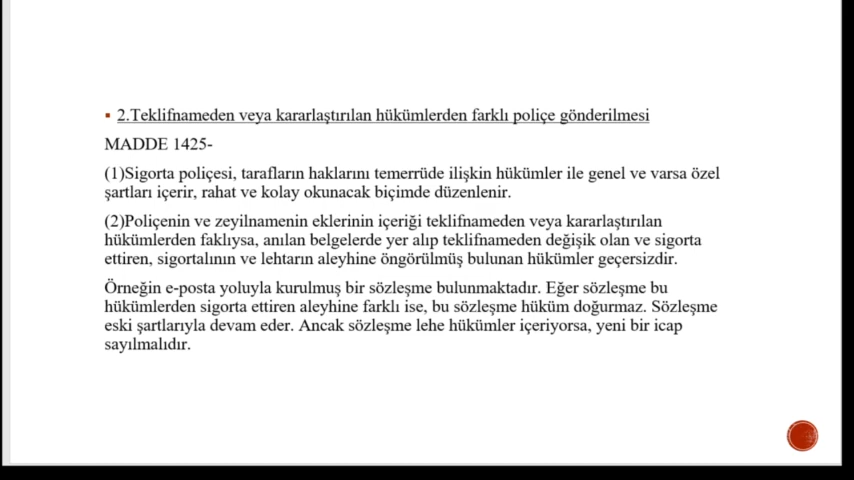 2.Teklifnameden veya kararlaştırılan hükümlerden farklı poliçe gönderilmesi
MADDE 1425-
(1)Sigorta poliçesi, tarafların haklarını temerrüde ilişkin hükümler ile genel ve varsa özel
şartları içerir, rahat ve kolay okunacak biçimde düzenlenir.
(2)Poliçenin ve zeyilnamenin eklerinin içeriği teklifnameden veya kararlaştırılan
hükümlerden faklıysa, anılan belgelerde yer alıp teklifnameden değişik olan ve sigorta
ettiren, sigortalının ve lehtarın aleyhine öngörülmüş bulunan hükümler geçersizdir.
Örneğin e-posta yoluyla kurulmuş bir sözleşme bulunmaktadır. Eğer sözleşme bu
hükümlerden sigorta ettiren aleyhine farklı ise, bu sözleşme hüküm doğurmaz. Sözleşme
eski şartlarıyla devam eder. Ancak sözleşme lehe hükümler içeriyorsa, yeni bir icap
sayılmalıdır.